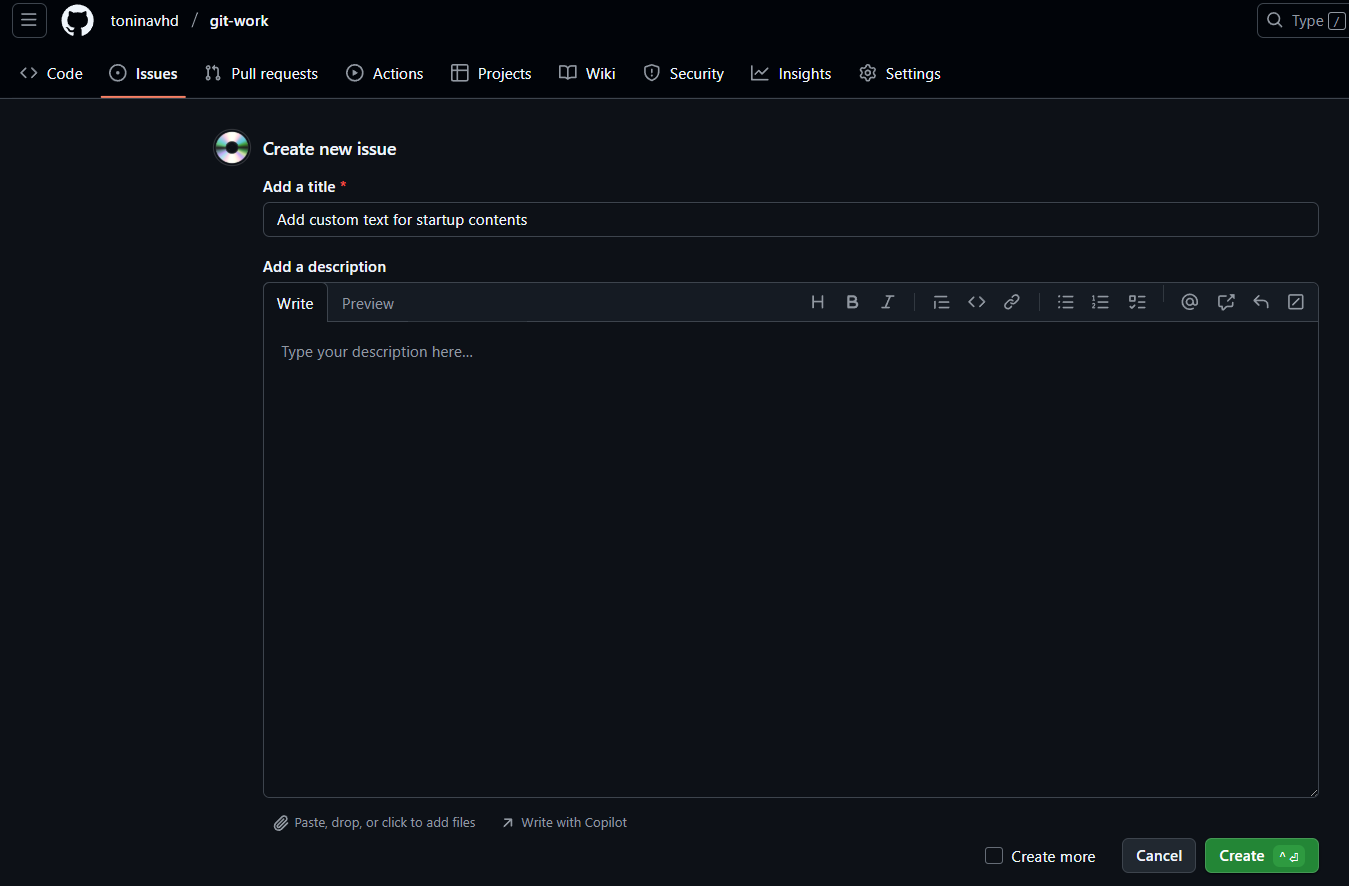 toninavhd / git-work
Type /
Code Issues Pull requests Actions Projects Wiki Security Insights Settings
Create new issue
Add a title *
Add custom text for startup contents
Add a description
Write Preview
Type your description here...
Paste, drop, or click to add files Write with Copilot
Create more Cancel Create